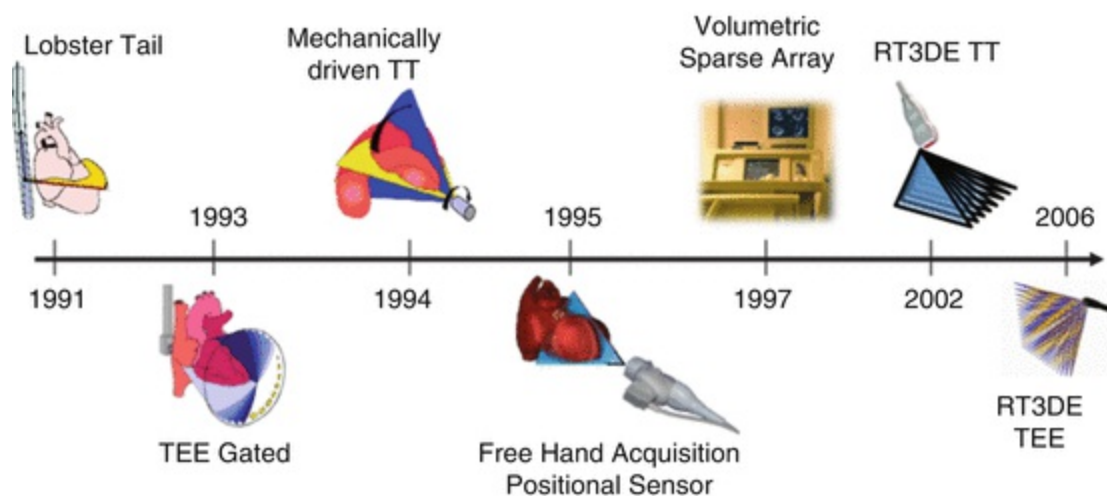 Lobster Tail
Mechanically
driven TT
Volumetric
Sparse Array
RT3DE TT
1993
1995
2006
1991
1994
1997
2002
TEE Gated
Free Hand Acquisition
Positional Sensor
RT3DE
TEE